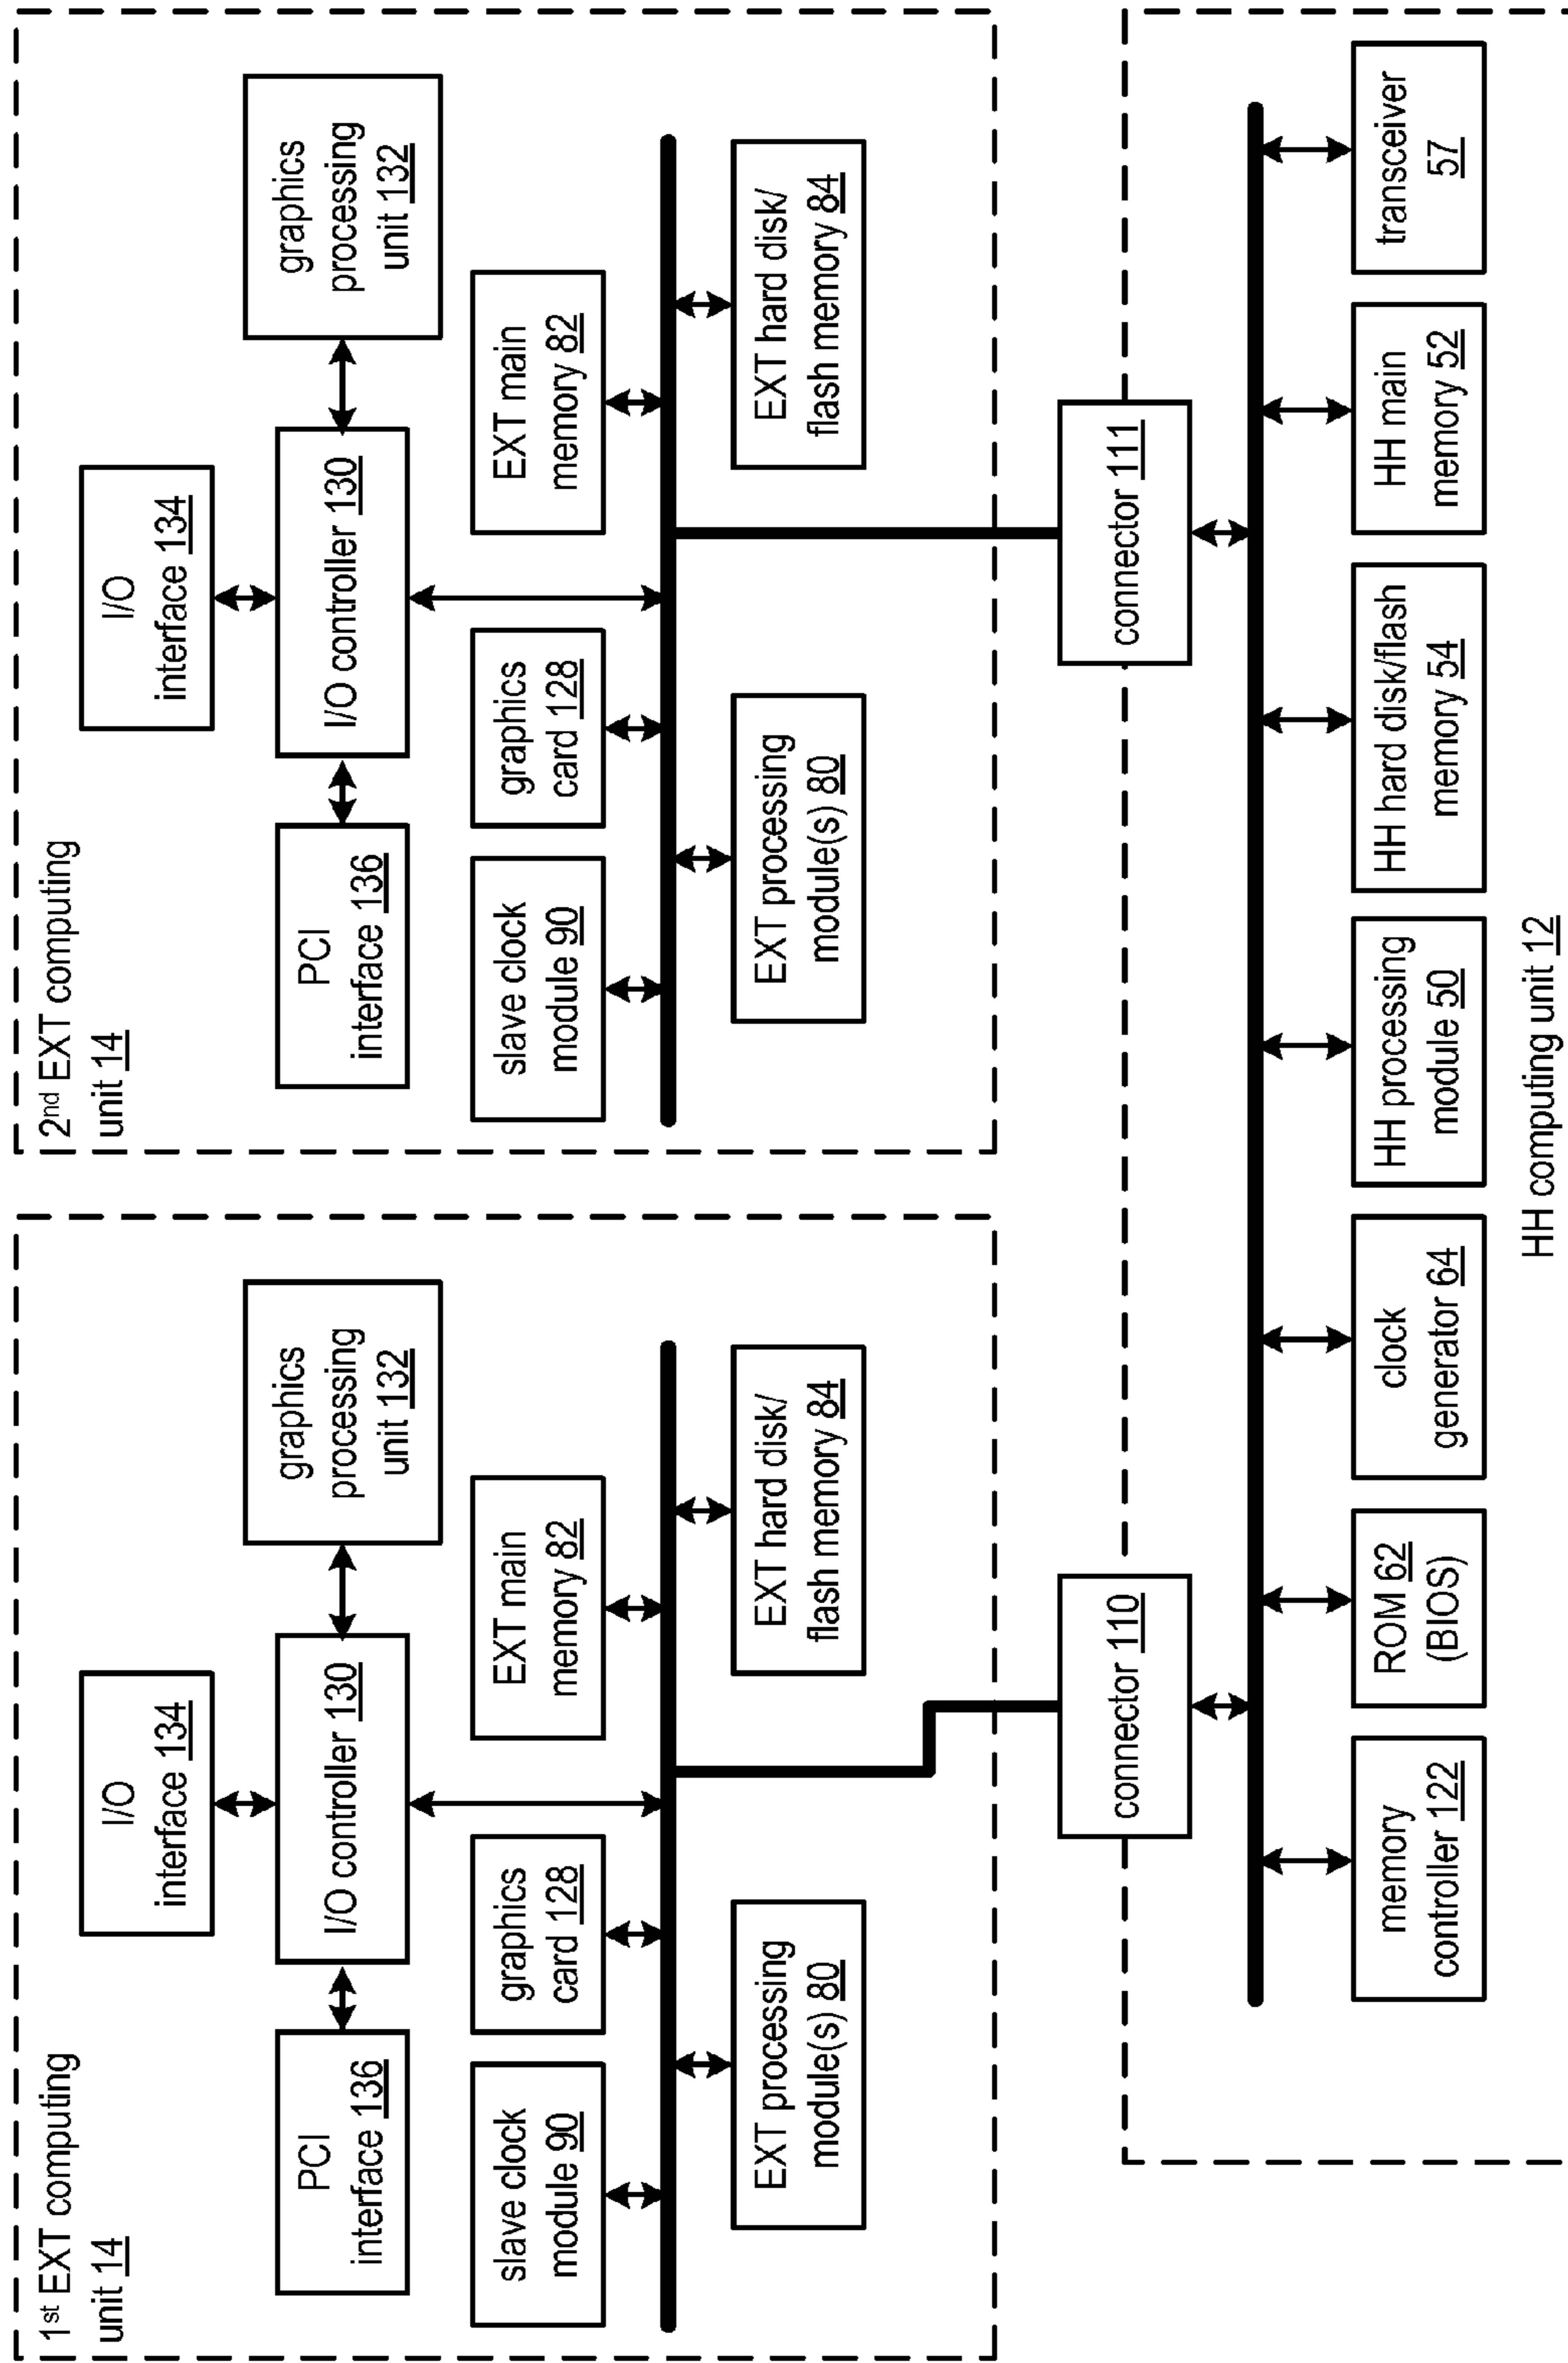 1st EXT computing
unit 14
I/O
interface 134
PCI
interface 136
I/O controller 130
graphics
processing
unit 132
slave clock
module 90
graphics
card 128
EXT main
memory 82
EXT processing
module(s) 80
EXT hard disk/
flash memory 84
2nd EXT computing
unit 14
I/O
interface 134
PCI
interface 136
I/O controller 130
graphics
processing
unit 132
slave clock
module 90
graphics
card 128
EXT main
memory 82
EXT processing
module(s) 80
EXT hard disk/
flash memory 84
connector 110
connector 111
memory
controller 122
ROM 62
(BIOS)
clock
generator 64
HH processing
module 50
HH hard disk/flash
memory 54
HH main
memory 52
transceiver
57
HH computing unit 12